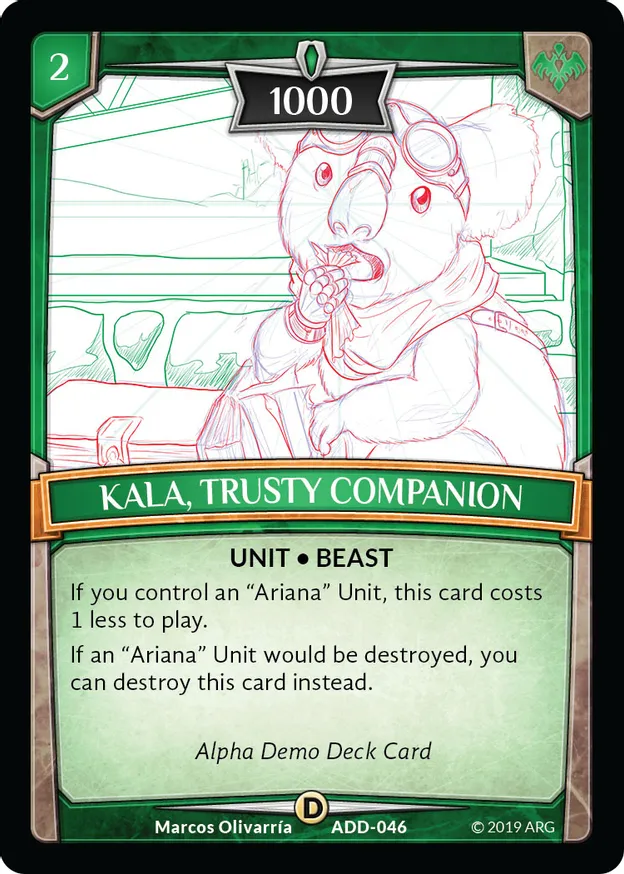 2
1000
KALA, TRUSTY COMPANION
UNIT • BEAST
If you control an “Ariana” Unit, this card costs
1 less to play.
If an “Ariana” Unit would be destroyed, you
can destroy this card instead.
Alpha Demo Deck Card
D
Marcos Olivarría ADD-046 © 2019 ARG